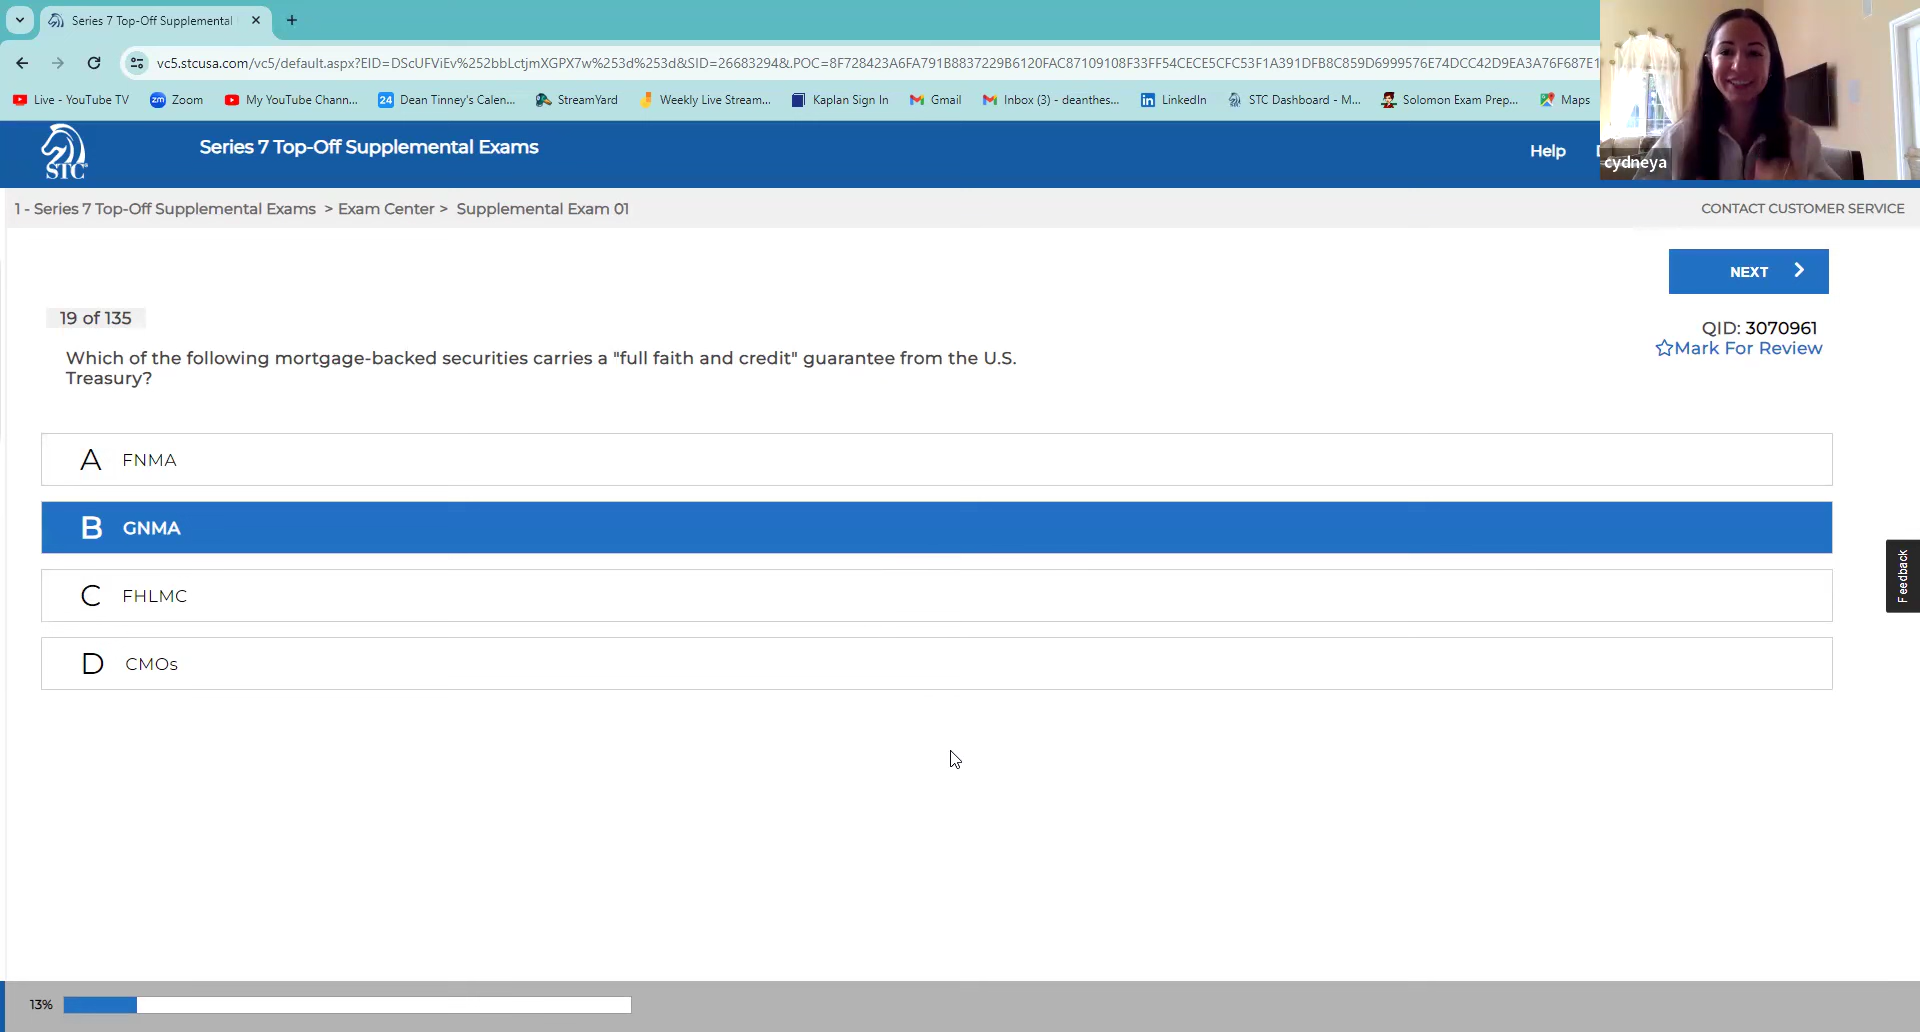 Series 7 Top-Off Supplemental
vc5.stcusa.com/vc5/default.aspx?EID=DScUFViEv%252bbLctjmXGPX7w%253d%253d&SID=26683294&.POC=8F728423A6FA791B8837229B6120FAC87109108F33FF54CECE5CFC53F1A391DFB8C859D6999576E74DCC42D9EA3A76F687E1
Live - YouTube TV
zm Zoom
My YouTube Chann...
24 Dean Tinney's Calen...
StreamYard
Weekly Live Stream...
Kaplan Sign In
Gmail
Inbox (3) - deanthes...
in LinkedIn
STC Dashboard - M...
Solomon Exam Prep...
Maps
cydneya
STC
Series 7 Top-Off Supplemental Exams
Help
1 - Series 7 Top-Off Supplemental Exams > Exam Center > Supplemental Exam 01
CONTACT CUSTOMER SERVICE
NEXT
19 of 135
QID: 3070961
Mark For Review
Which of the following mortgage-backed securities carries a "full faith and credit" guarantee from the U.S.
Treasury?
A FNMA
B GNMA
C FHLMC
D CMOs
Feedback
13%